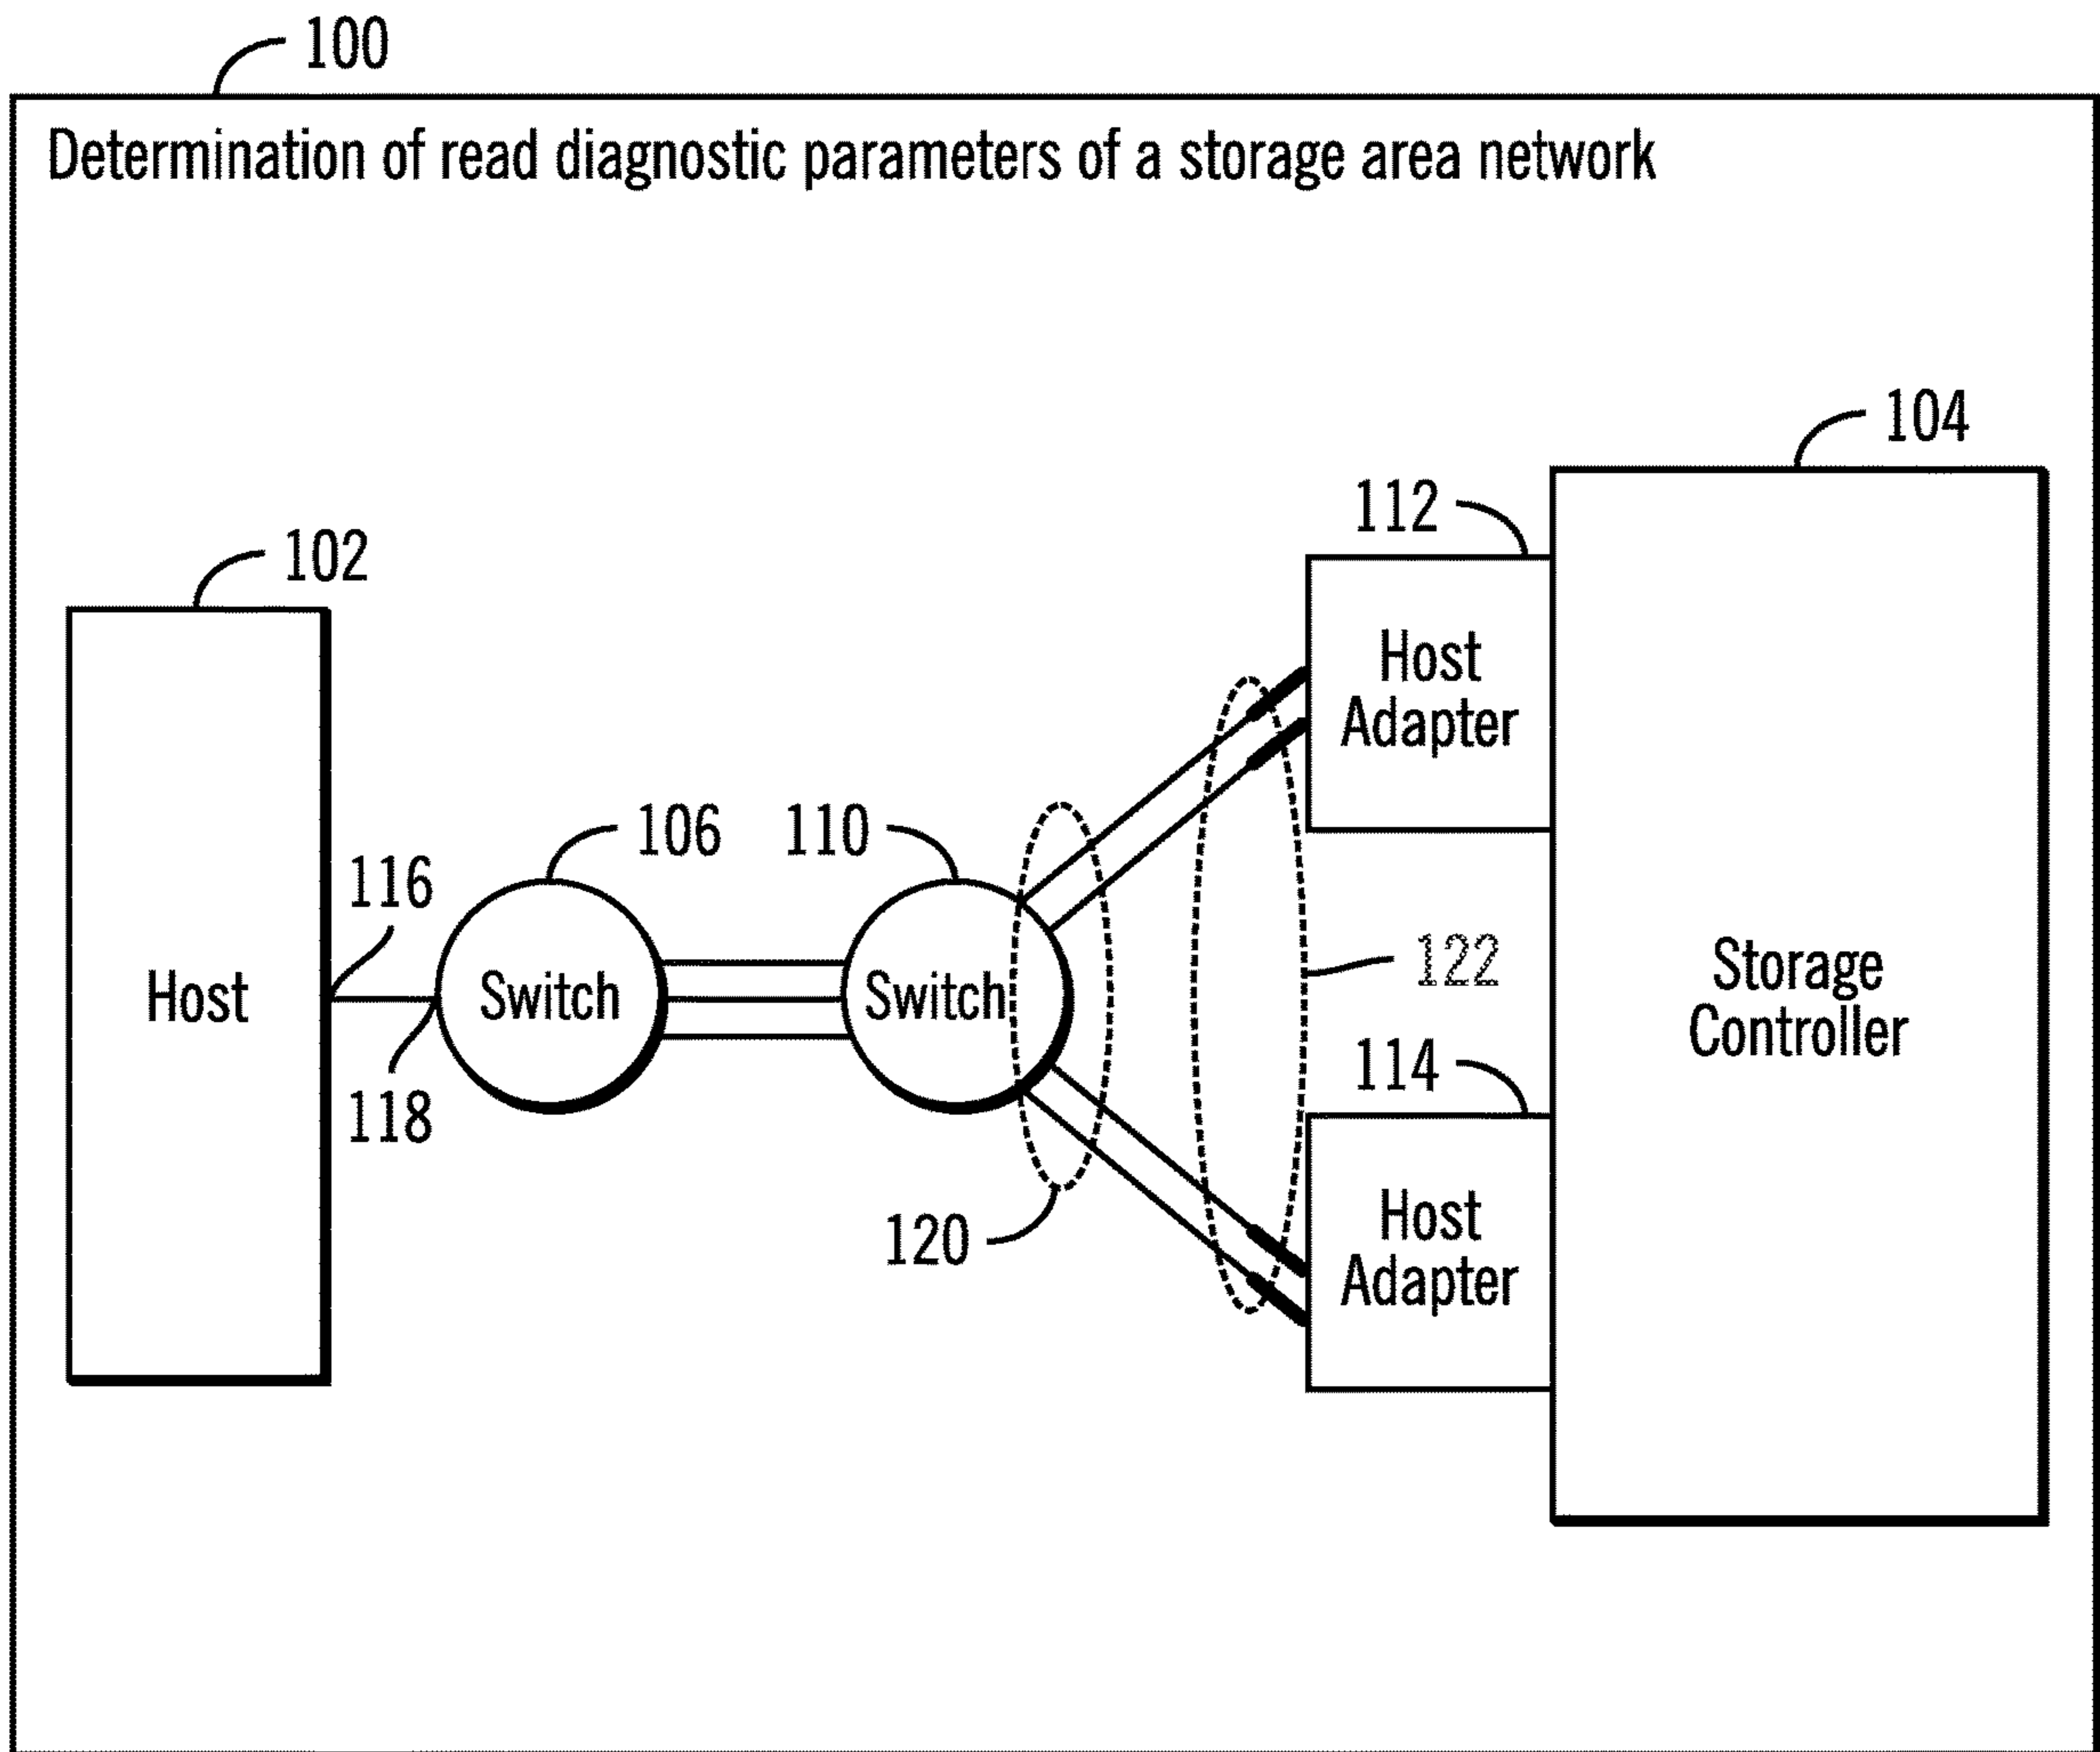 100
Determination of read diagnostic parameters of a storage area network
104
112
102
Host
Adapter
106
110
116
122
Host
Switch
Switch
Storage
Controller
114
118
120
Host
Adapter